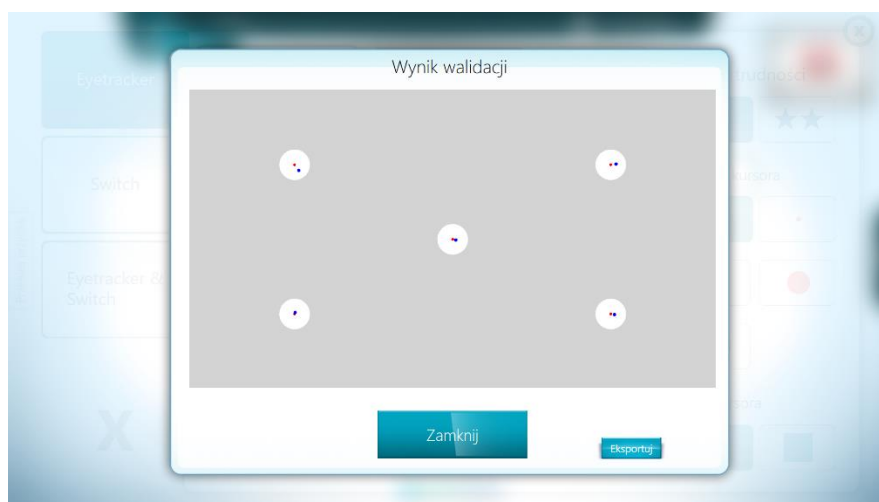 Wynik walidacji
Eyetracker
Switch
Eyetracker &
Switch
X
Zamknij
Eksportuj